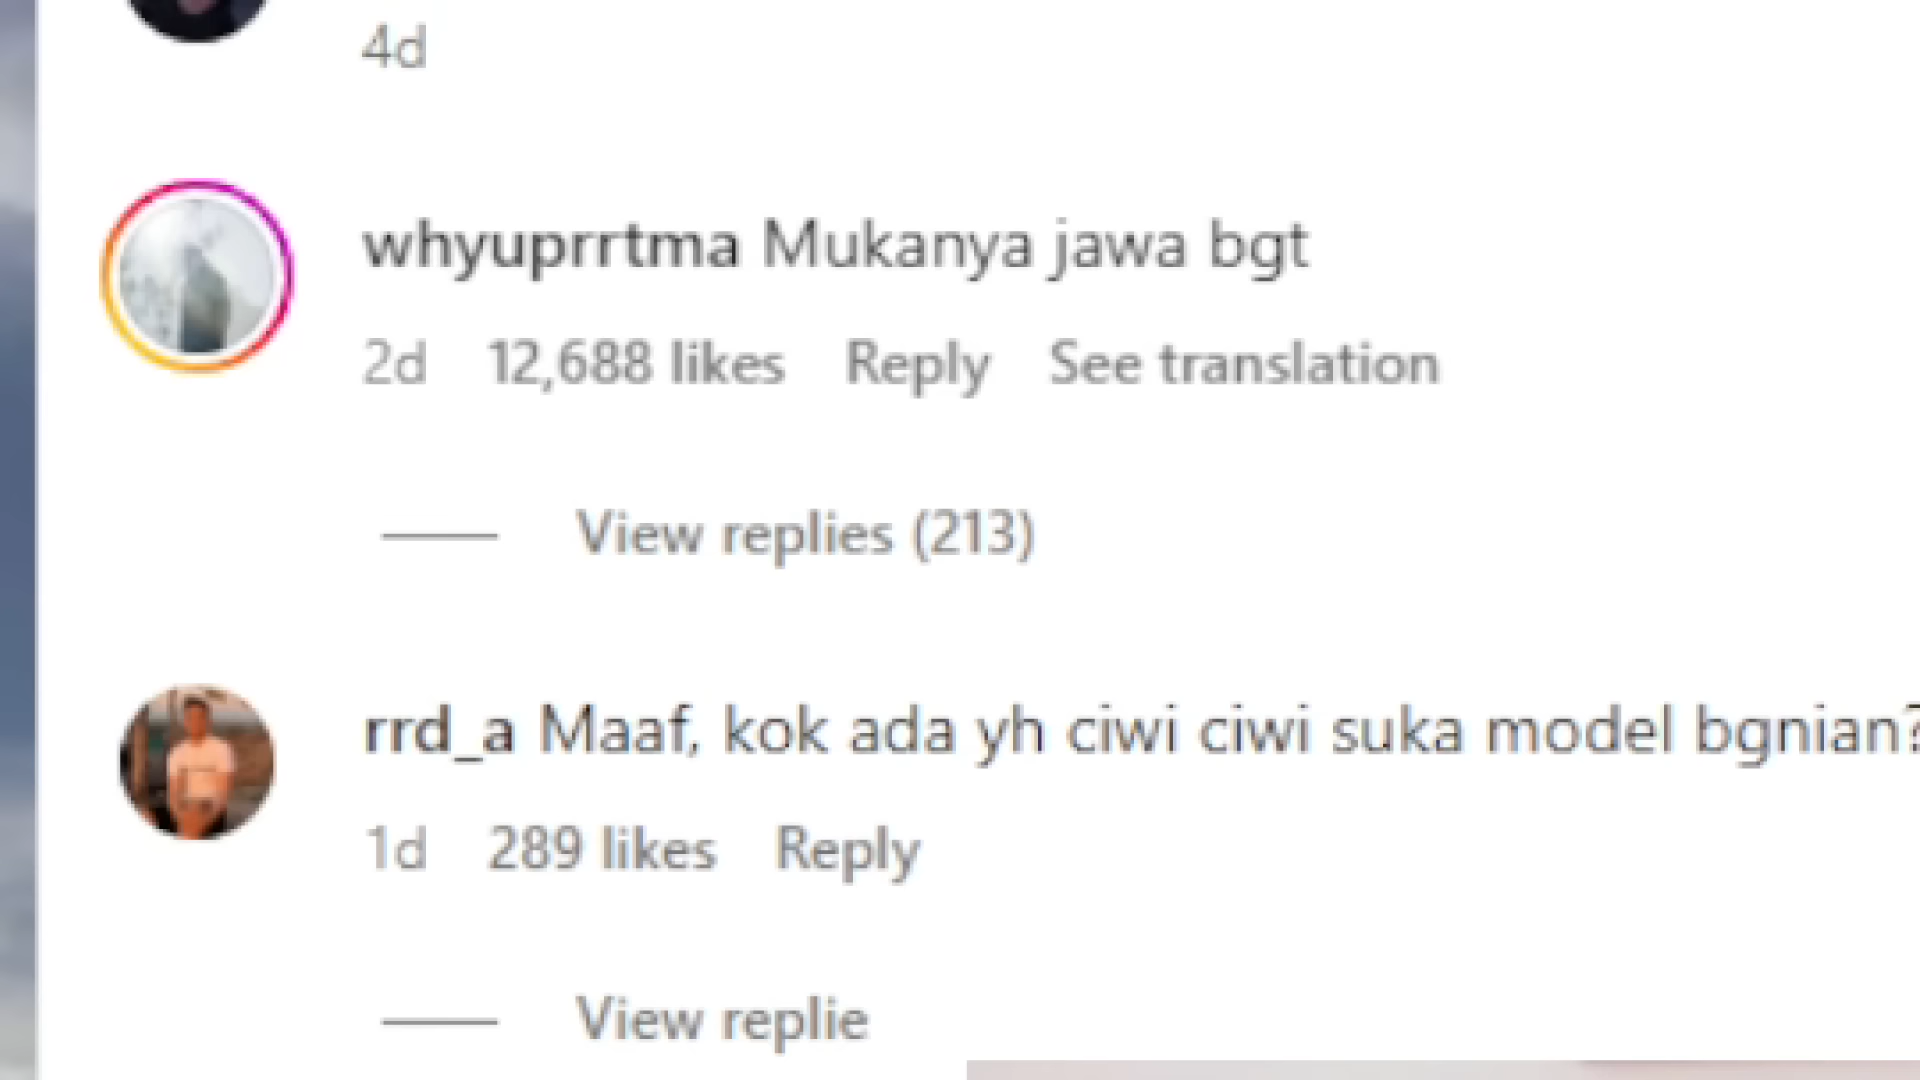 4d
whyuprrtma Mukanya jawa bgt
2d 12,688 likes Reply See translation
View replies (213)
rrd_a Maaf, kok ada yh ciwi ciwi suka model bgnian?
1d 289 likes Reply
View replie